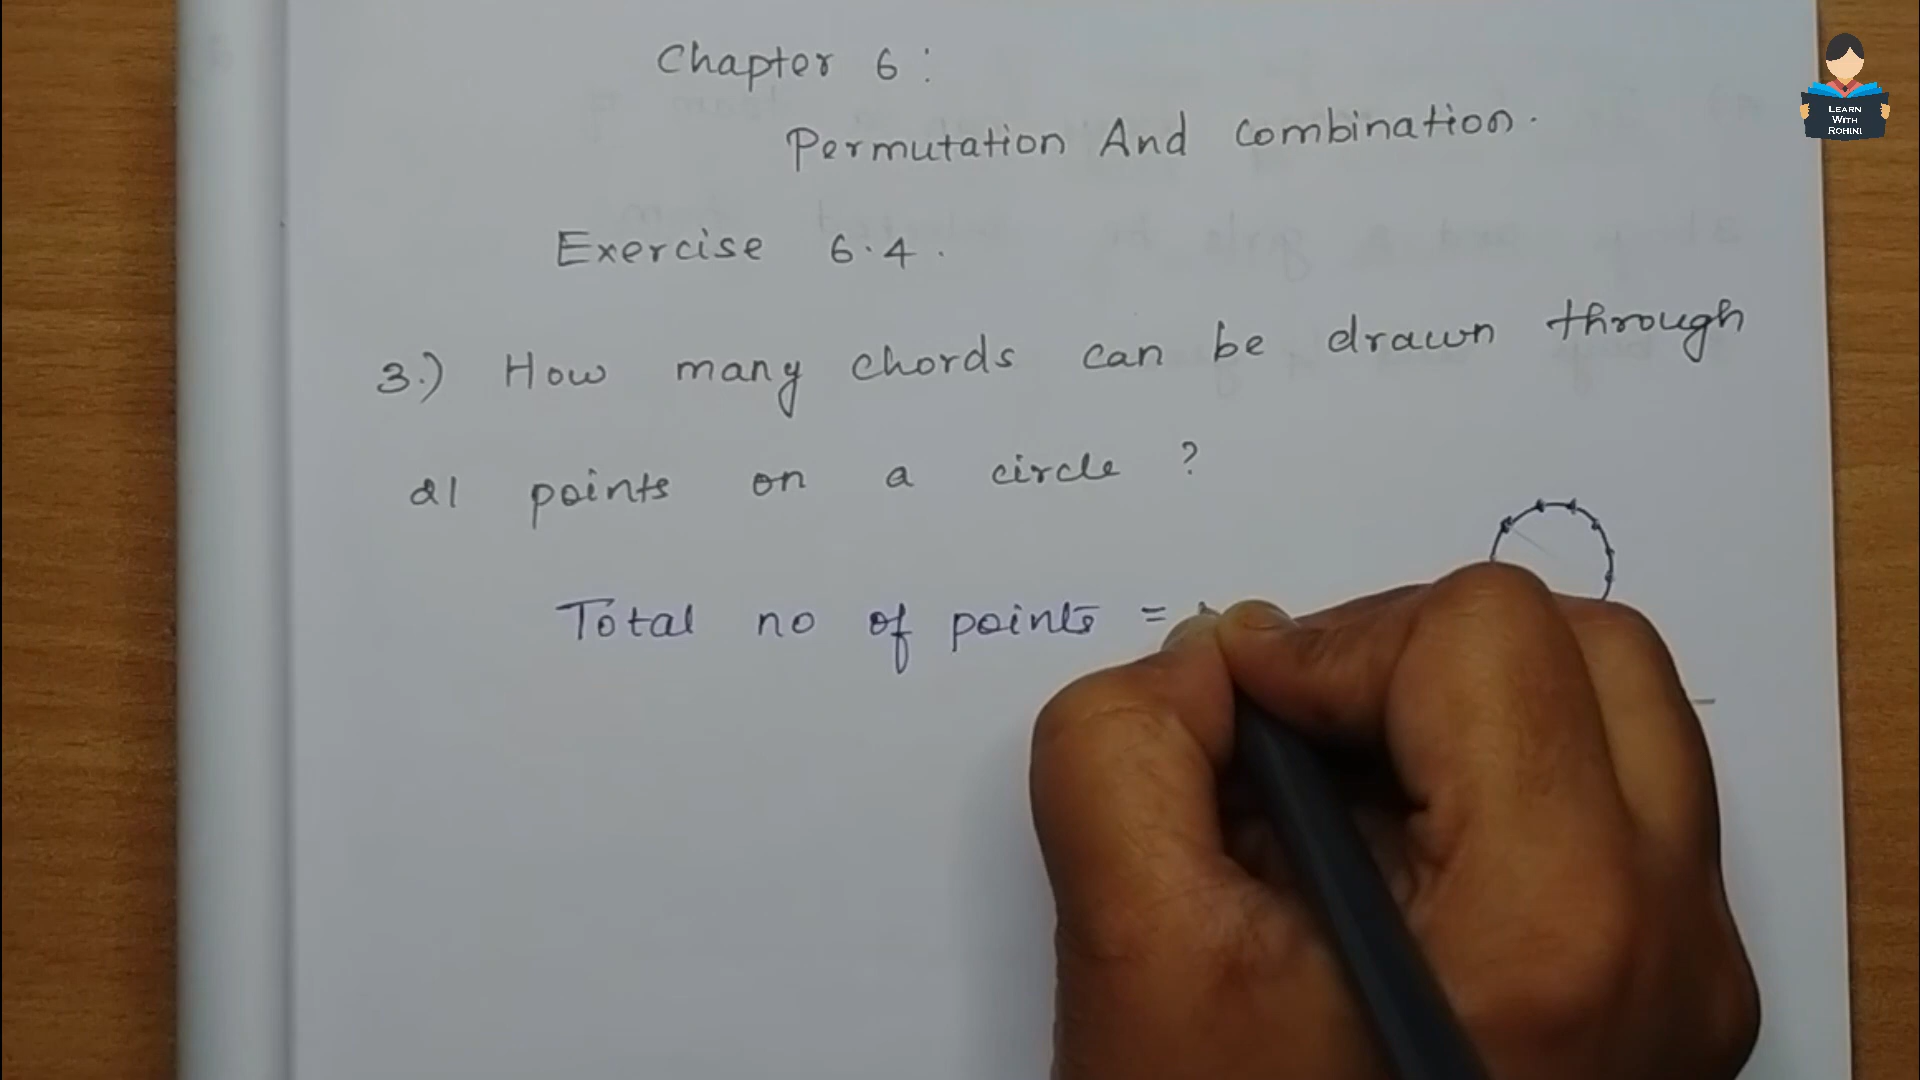 Chapter 6 :
Permutation And Combination.
Exercise 6.4.
3.) How many chords can be drawn through
21 points on a circle ?
Total no of points =
LEARN
WITH
ROHINI